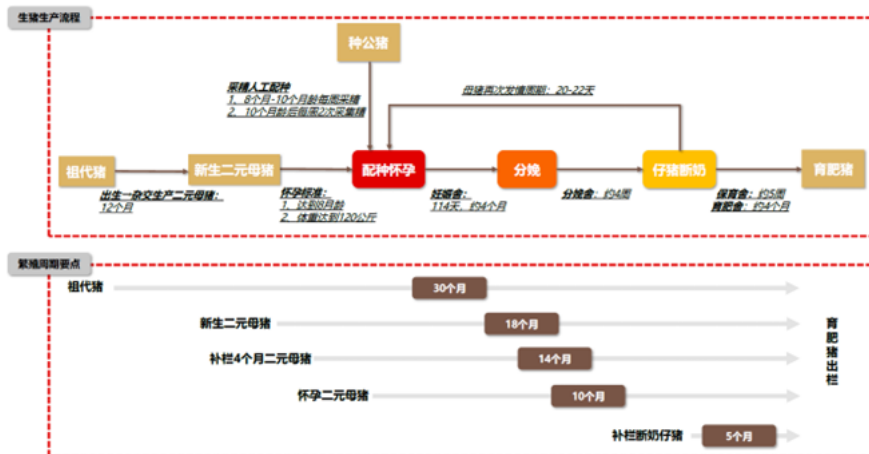 生猪生产流程
种公猪
采精人工配种
1、8个月-10个月龄每周采精
2、10个月龄后每周2次采集精
母猪再次发情周期：20-22天
祖代猪
新生二元母猪
配种怀孕
分娩
仔猪断奶
育肥猪
出生—杂交生产二元母猪：
12个月
怀孕标准：
1、达到8月龄
2、体重达到120公斤
妊娠舍：
114天，约4个月
分娩舍：约4周
保育舍：约5周
育肥舍：约4个月
繁殖周期要点
祖代猪
30个月
新生二元母猪
18个月
补栏4个月二元母猪
14个月
怀孕二元母猪
10个月
补栏断奶仔猪
5个月
育肥猪出栏